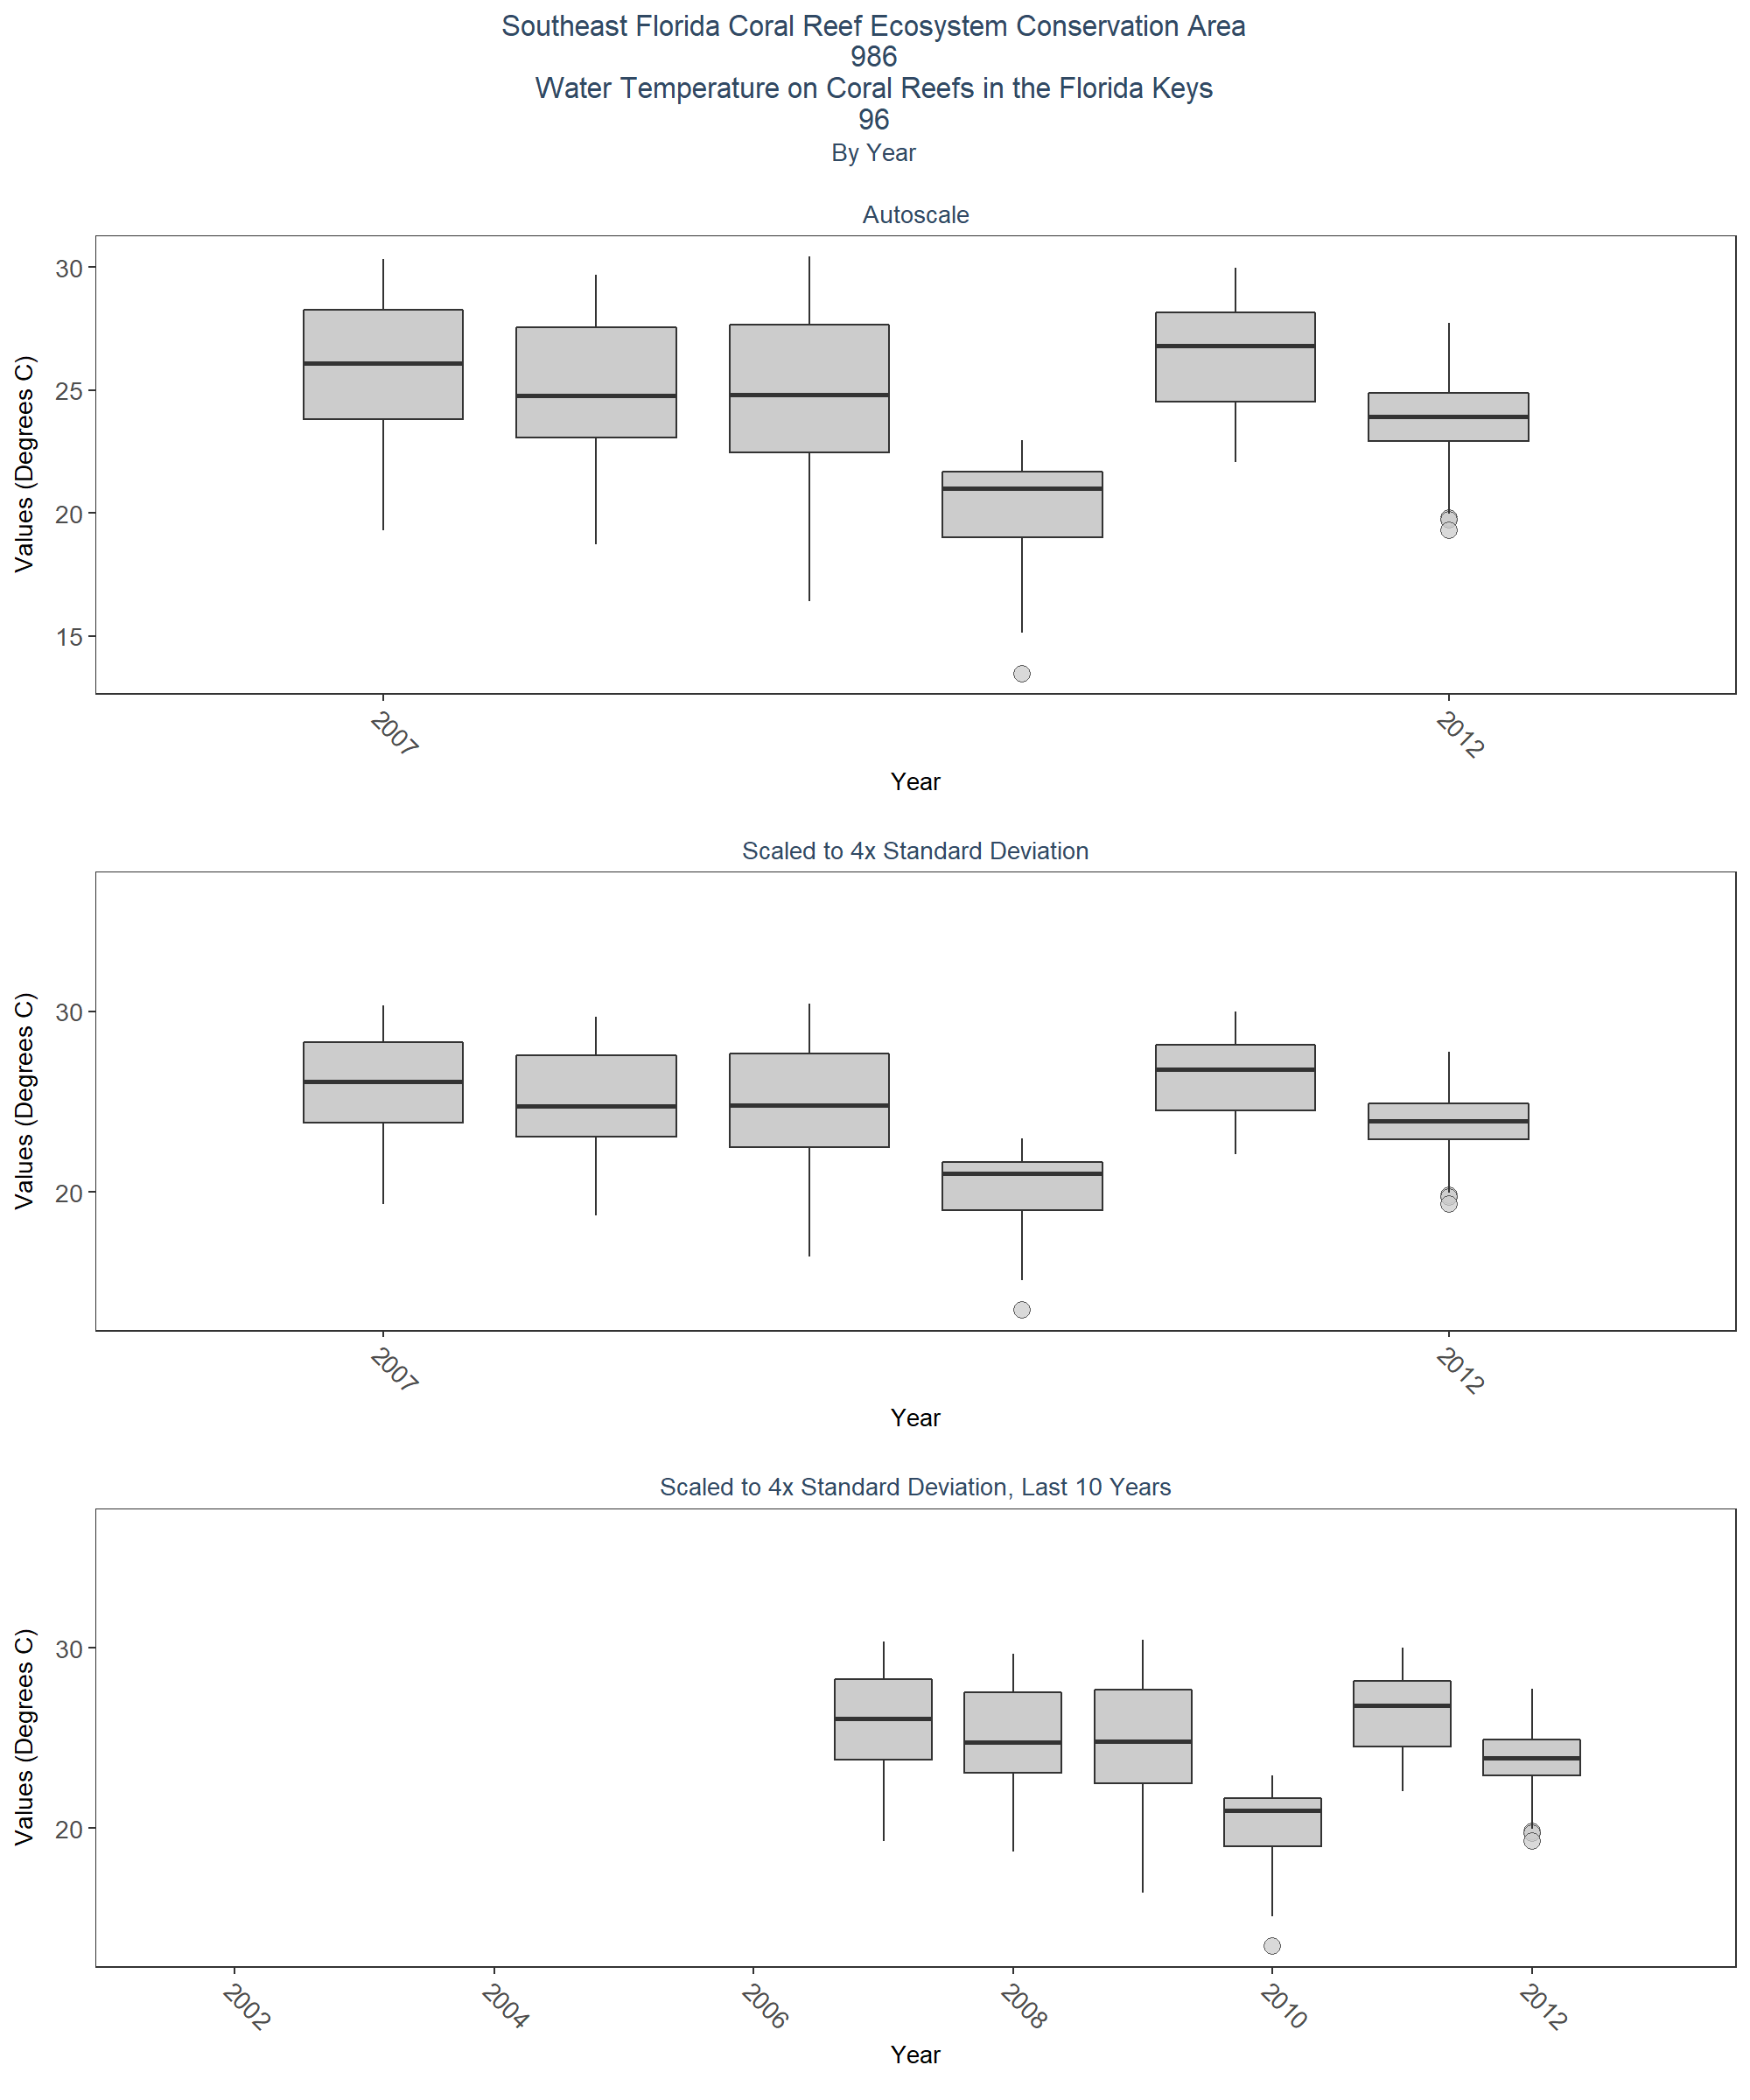 Southeast Florida Coral Reef Ecosystem Conservation Area
986
Water Temperature on Coral Reefs in the Florida Keys
96
By Year
Autoscale
Values (Degrees C)
30
25
20
15
2007
2012
Year
Scaled to 4x Standard Deviation
Values (Degrees C)
30
20
2007
2012
Year
Scaled to 4x Standard Deviation, Last 10 Years
Values (Degrees C)
30
20
2002
2004
2006
2008
2010
2012
Year